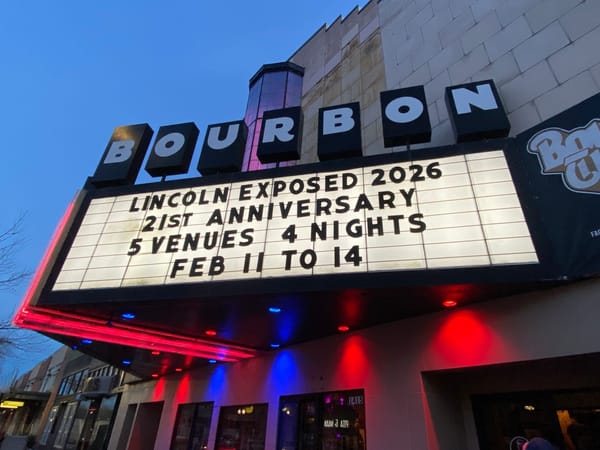 BOURBON
LINCOLN EXPOSED 2026
21ST ANNIVERSARY
5 VENUES 4 NIGHTS
FEB 11 TO 14